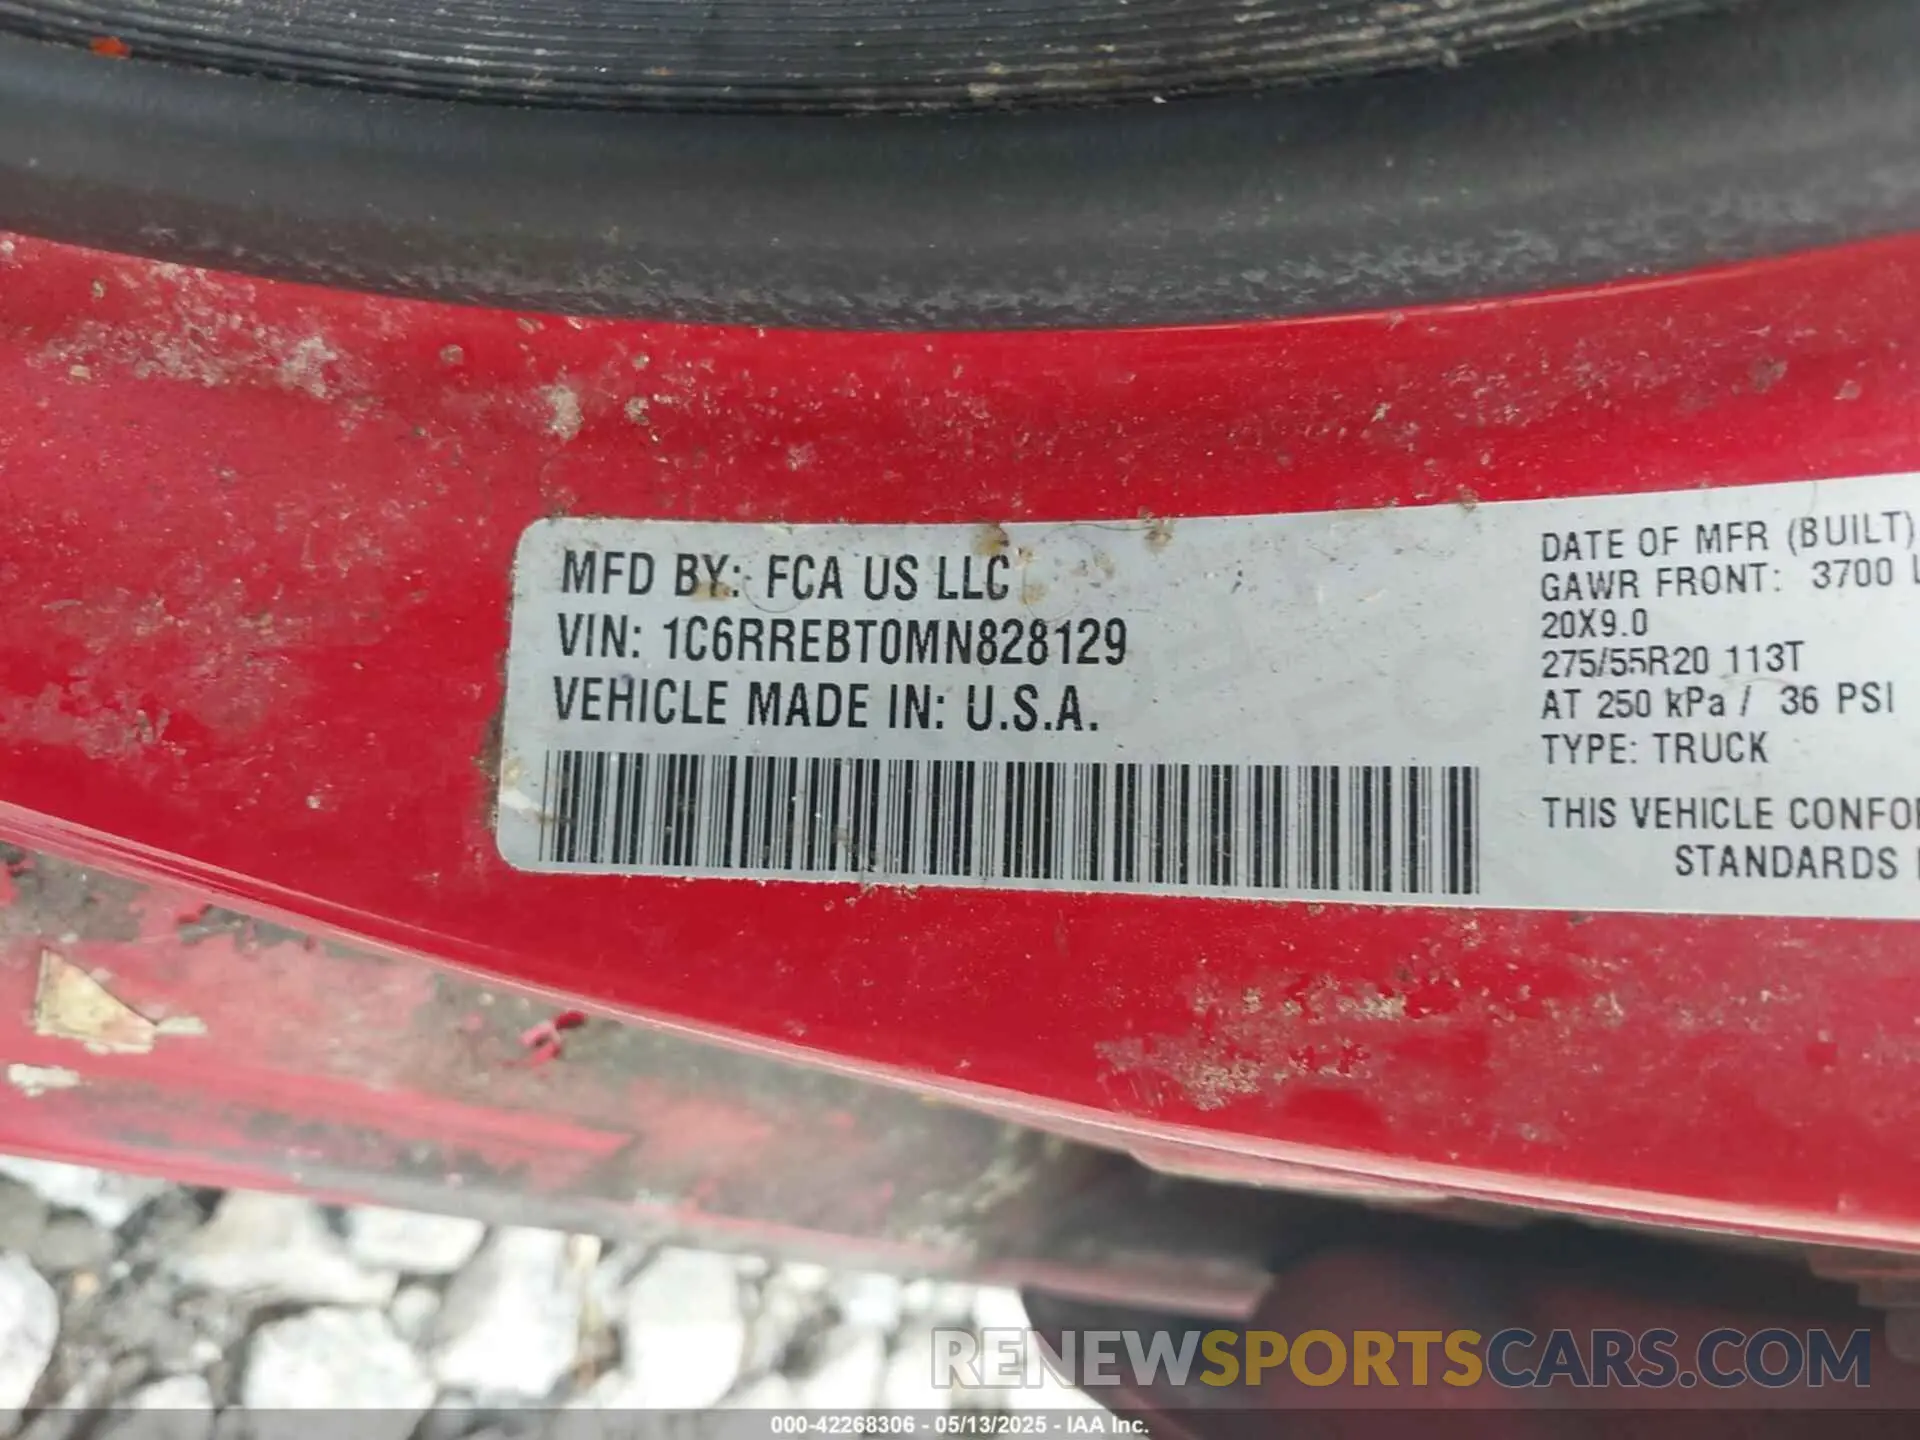 MFD BY: FCA US LLC
VIN: 1C6RREBT0MN828129
VEHICLE MADE IN: U.S.A.
DATE OF MFR (BUILT)
GAWR FRONT: 3700
20X9.0
275/55R20 113T
AT 250 kPa / 36 PSI
TYPE: TRUCK
THIS VEHICLE
STANDARDS
RENEWSPORTSCARS.COM
000-42268306 - 05/13/2025 - IAA Inc.